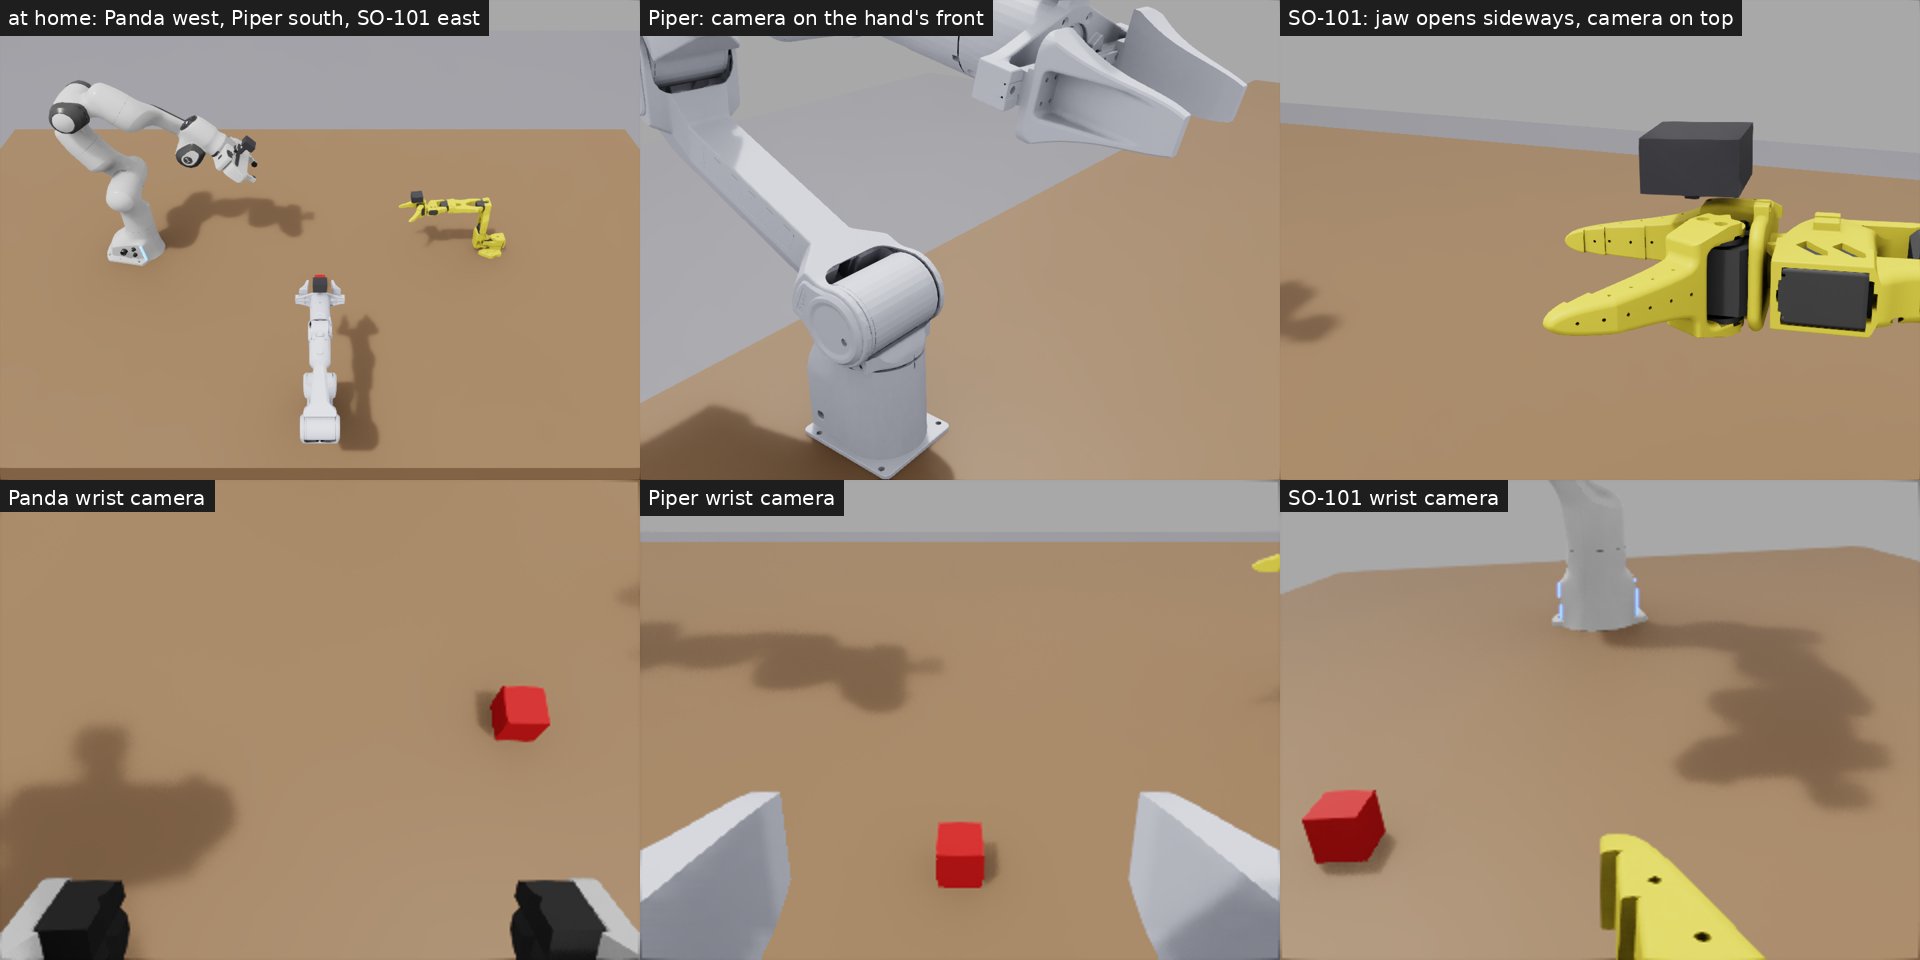 at home: Panda west, Piper south, SO-101 east
Piper: camera on the hand's front
SO-101: jaw opens sideways, camera on top
Panda wrist camera
Piper wrist camera
SO-101 wrist camera